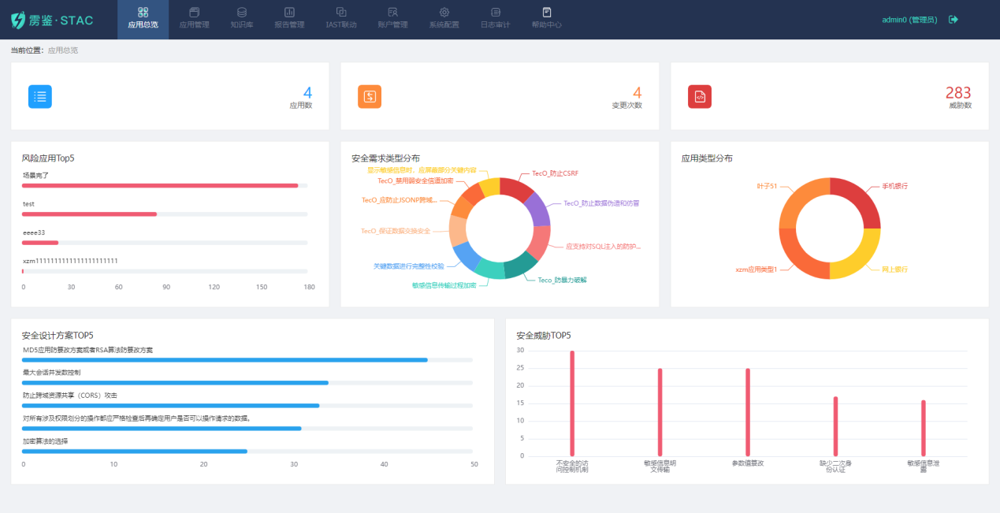 雳鉴·STAC
应用总览
应用管理
知识库
报告管理
IAST联动
账户管理
系统配置
日志审计
帮助中心
admin0 (管理员)
当前位置：应用总览
4
应用数
4
变更次数
283
威胁数
风险应用Top5
场景完了
test
eeee33
xzm1111111111111111111111
0 30 60 90 120 150 180
安全需求类型分布
显示敏感信息时，应屏蔽部分关键内容
TecO_禁用弱安全信道加密
TecO_应防止JSONP跨域...
TecO_保证数据交换安全
关键数据进行完整性校验
敏感信息传输过程加密
TecO_防止CSRF
TecO_防止数据伪造和仿冒
应支持对SQL注入的防护...
Teco_防暴力破解
应用类型分布
叶子51
手机银行
xzm应用类型1
网上银行
安全设计方案TOP5
MD5应用防篡改方案或者RSA算法防篡改方案
最大会话并发数控制
防止跨域资源共享（CORS）攻击
对所有涉及权限划分的操作都应严格检查后再确定用户是否可以操作请求的数据。
加密算法的选择
0 10 20 30 40 50
安全威胁TOP5
30
25
20
15
10
5
0
不安全的访
问控制机制
敏感信息明
文传输
参数值篡改
缺少二次身
份认证
敏感信息泄
露